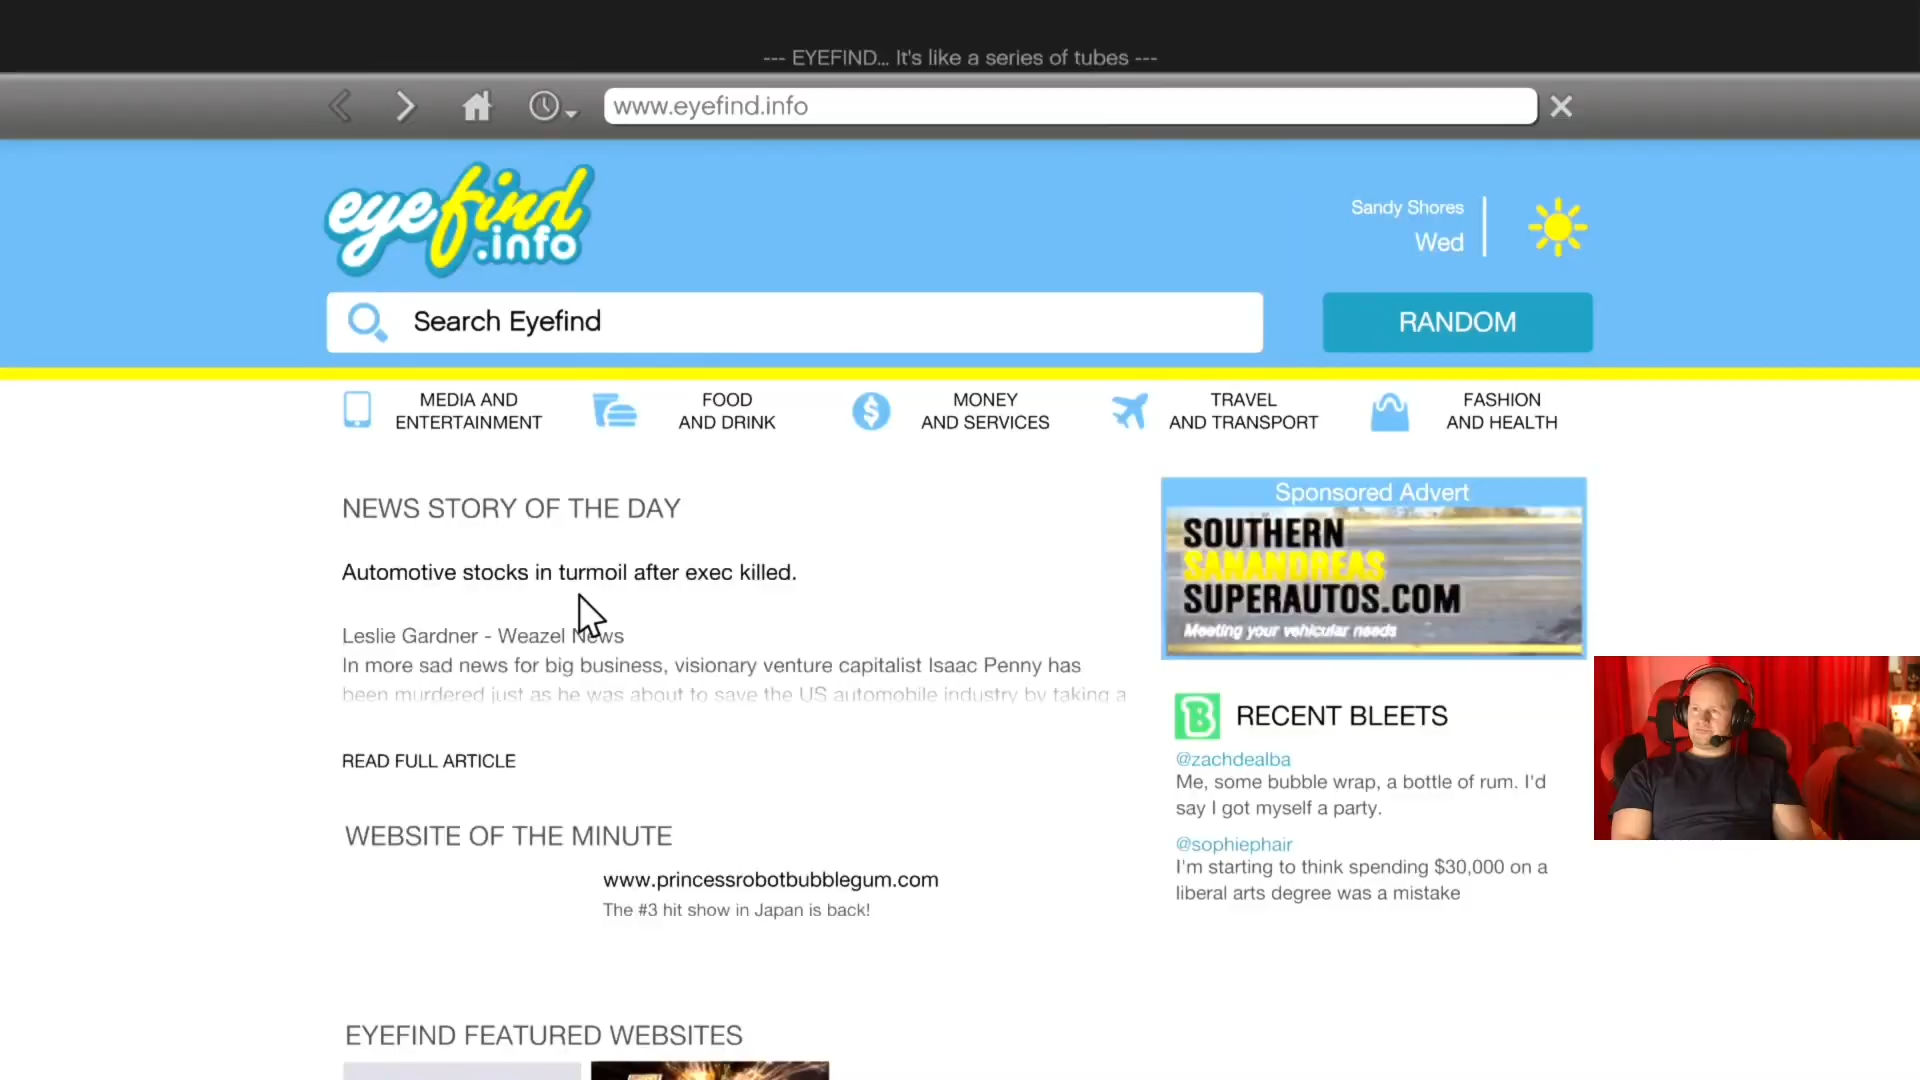 --- EYEFIND... It's like a series of tubes ---
www.eyefind.info
eyefind
.info
Sandy Shores
Wed
Search Eyefind
RANDOM
MEDIA AND
ENTERTAINMENT
FOOD
AND DRINK
MONEY
AND SERVICES
TRAVEL
AND TRANSPORT
FASHION
AND HEALTH
NEWS STORY OF THE DAY
Automotive stocks in turmoil after exec killed.
Leslie Gardner - Weazel News
In more sad news for big business, visionary venture capitalist Isaac Penny has
been murdered just as he was about to save the US automobile industry by taking a
READ FULL ARTICLE
WEBSITE OF THE MINUTE
www.princessrobotbubblegum.com
The #3 hit show in Japan is back!
EYEFIND FEATURED WEBSITES
Sponsored Advert
SOUTHERN
SANANDREAS
SUPERAUTOS.COM
Meeting your vehicular needs
B RECENT BLEETS
@zachdealba
Me, some bubble wrap, a bottle of rum. I'd
say I got myself a party.
@sophiephair
I'm starting to think spending $30,000 on a
liberal arts degree was a mistake